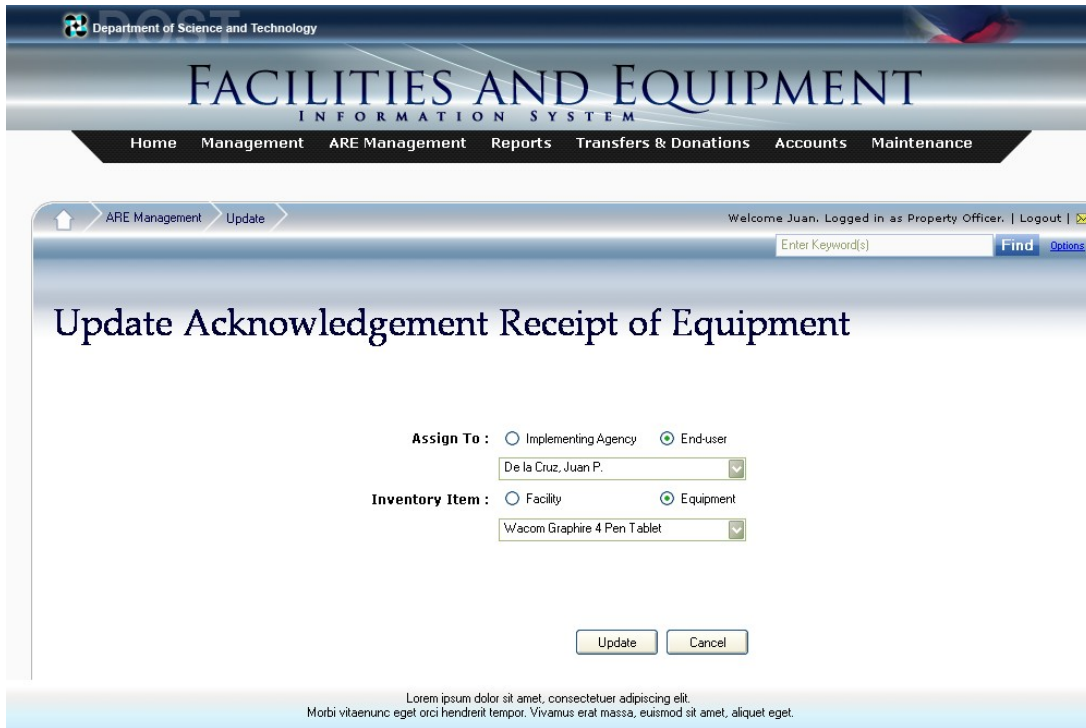 DOST
Department of Science and Technology
FACILITIES AND EQUIPMENT
INFORMATION SYSTEM
Home Management ARE Management Reports Transfers & Donations Accounts Maintenance
ARE Management Update Welcome Juan. Logged in as Property Officer. | Logout |
Enter Keyword(s) Find Options
Update Acknowledgement Receipt of Equipment
Assign To : Implementing Agency End-user
De la Cruz, Juan P.
Inventory Item : Facility Equipment
Wacom Graphire 4 Pen Tablet
Update Cancel
Lorem ipsum dolor sit amet, consectetuer adipiscing elit.
Morbi vitaenunc eget orci hendrerit tempor. Vivamus erat massa, euismod sit amet, aliquet eget.